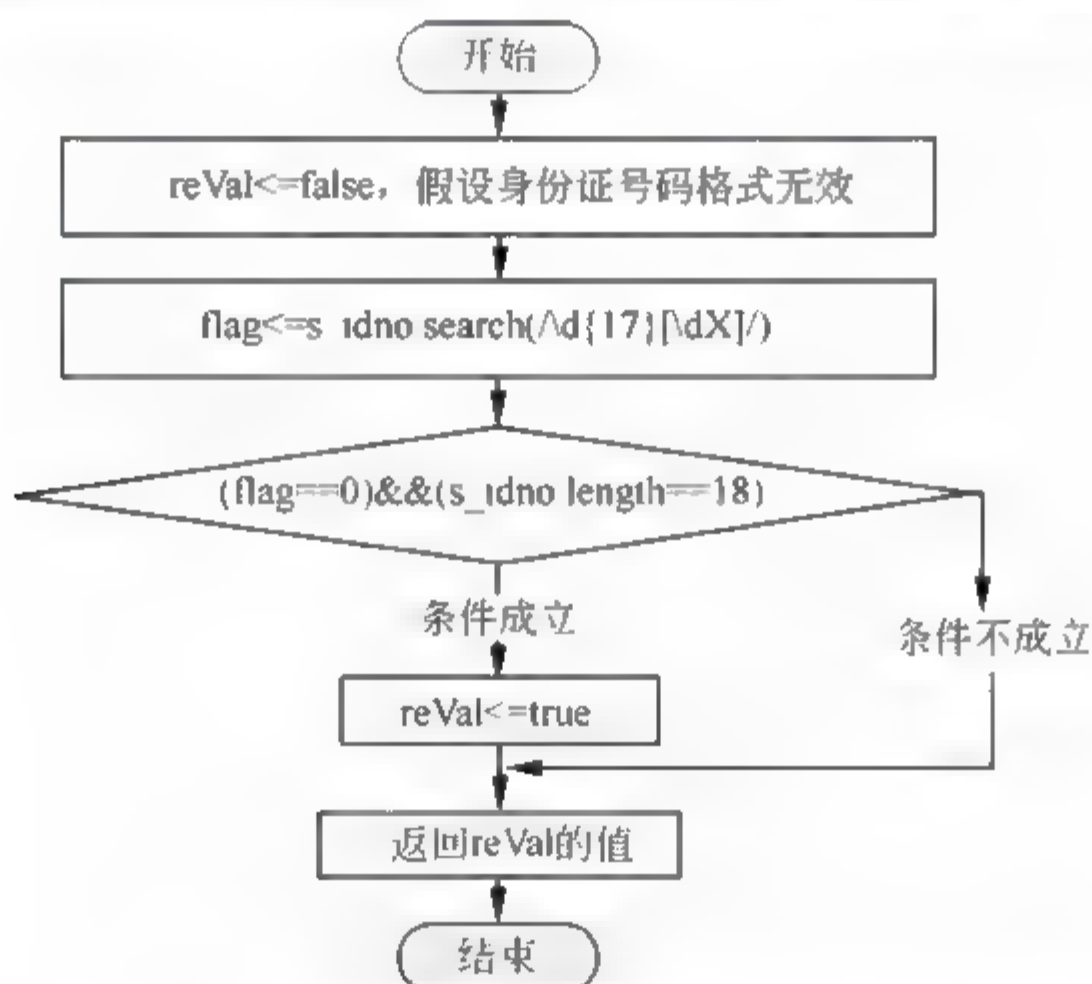 开始
reVal<=false，假设身份证号码格式无效
flag<=s idno search(/\d{17}[\dX]/)
(flag==0)&&(s_idno length==18)
条件成立
条件不成立
reVal<=true
返回reVal的值
结束